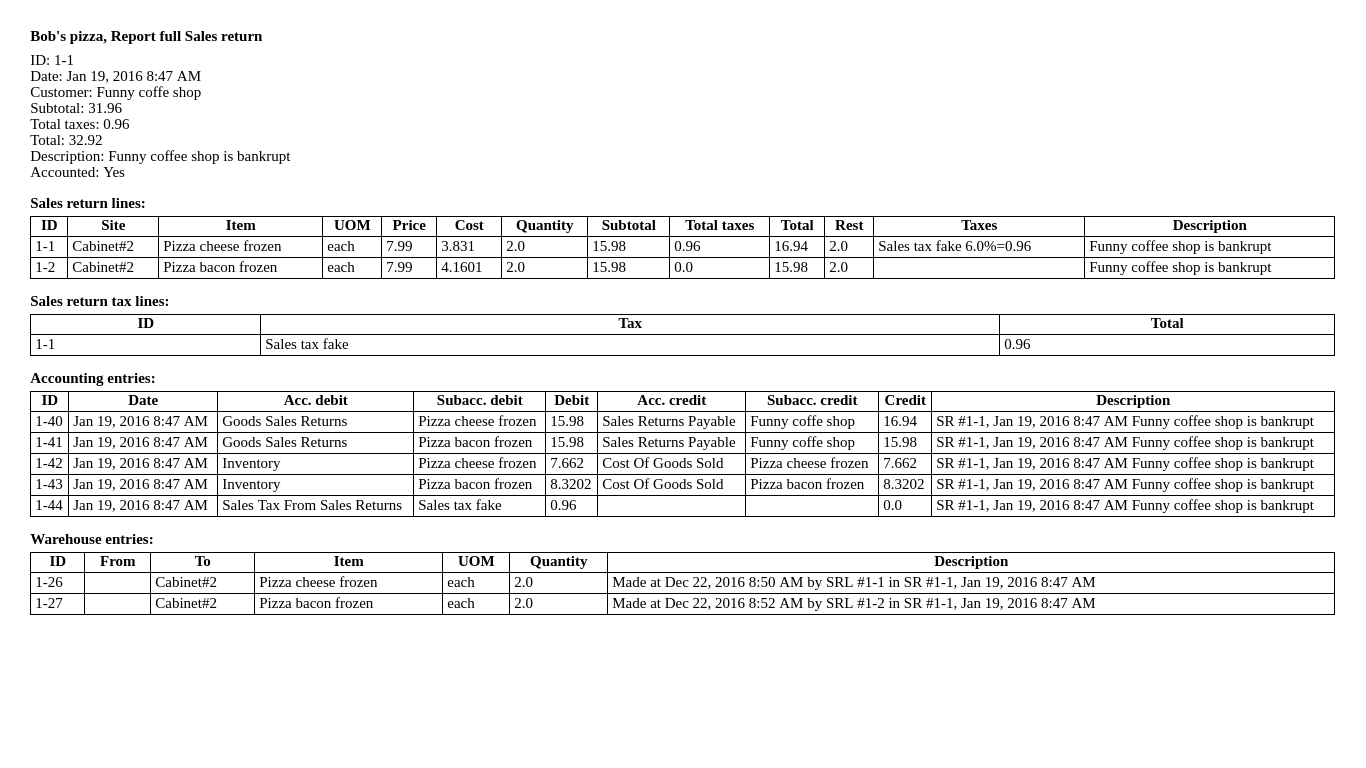 Bob's pizza, Report full Sales return
ID: 1-1
Date: Jan 19, 2016 8:47 AM
Customer: Funny coffe shop
Subtotal: 31.96
Total taxes: 0.96
Total: 32.92
Description: Funny coffee shop is bankrupt
Accounted: Yes
Sales return lines:
ID Site Item UOM Price Cost Quantity Subtotal Total taxes Total Rest Taxes Description
1-1 Cabinet#2 Pizza cheese frozen each 7.99 3.831 2.0 15.98 0.96 16.94 2.0 Sales tax fake 6.0%=0.96 Funny coffee shop is bankrupt
1-2 Cabinet#2 Pizza bacon frozen each 7.99 4.1601 2.0 15.98 0.0 15.98 2.0 Funny coffee shop is bankrupt
Sales return tax lines:
ID Tax Total
1-1 Sales tax fake 0.96
Accounting entries:
ID Date Acc. debit Subacc. debit Debit Acc. credit Subacc. credit Credit Description
1-40 Jan 19, 2016 8:47 AM Goods Sales Returns Pizza cheese frozen 15.98 Sales Returns Payable Funny coffe shop 16.94 SR #1-1, Jan 19, 2016 8:47 AM Funny coffee shop is bankrupt
1-41 Jan 19, 2016 8:47 AM Goods Sales Returns Pizza bacon frozen 15.98 Sales Returns Payable Funny coffe shop 15.98 SR #1-1, Jan 19, 2016 8:47 AM Funny coffee shop is bankrupt
1-42 Jan 19, 2016 8:47 AM Inventory Pizza cheese frozen 7.662 Cost Of Goods Sold Pizza cheese frozen 7.662 SR #1-1, Jan 19, 2016 8:47 AM Funny coffee shop is bankrupt
1-43 Jan 19, 2016 8:47 AM Inventory Pizza bacon frozen 8.3202 Cost Of Goods Sold Pizza bacon frozen 8.3202 SR #1-1, Jan 19, 2016 8:47 AM Funny coffee shop is bankrupt
1-44 Jan 19, 2016 8:47 AM Sales Tax From Sales Returns Sales tax fake 0.96 0.0 SR #1-1, Jan 19, 2016 8:47 AM Funny coffee shop is bankrupt
Warehouse entries:
ID From To Item UOM Quantity Description
1-26 Cabinet#2 Pizza cheese frozen each 2.0 Made at Dec 22, 2016 8:50 AM by SRL #1-1 in SR #1-1, Jan 19, 2016 8:47 AM
1-27 Cabinet#2 Pizza bacon frozen each 2.0 Made at Dec 22, 2016 8:52 AM by SRL #1-2 in SR #1-1, Jan 19, 2016 8:47 AM